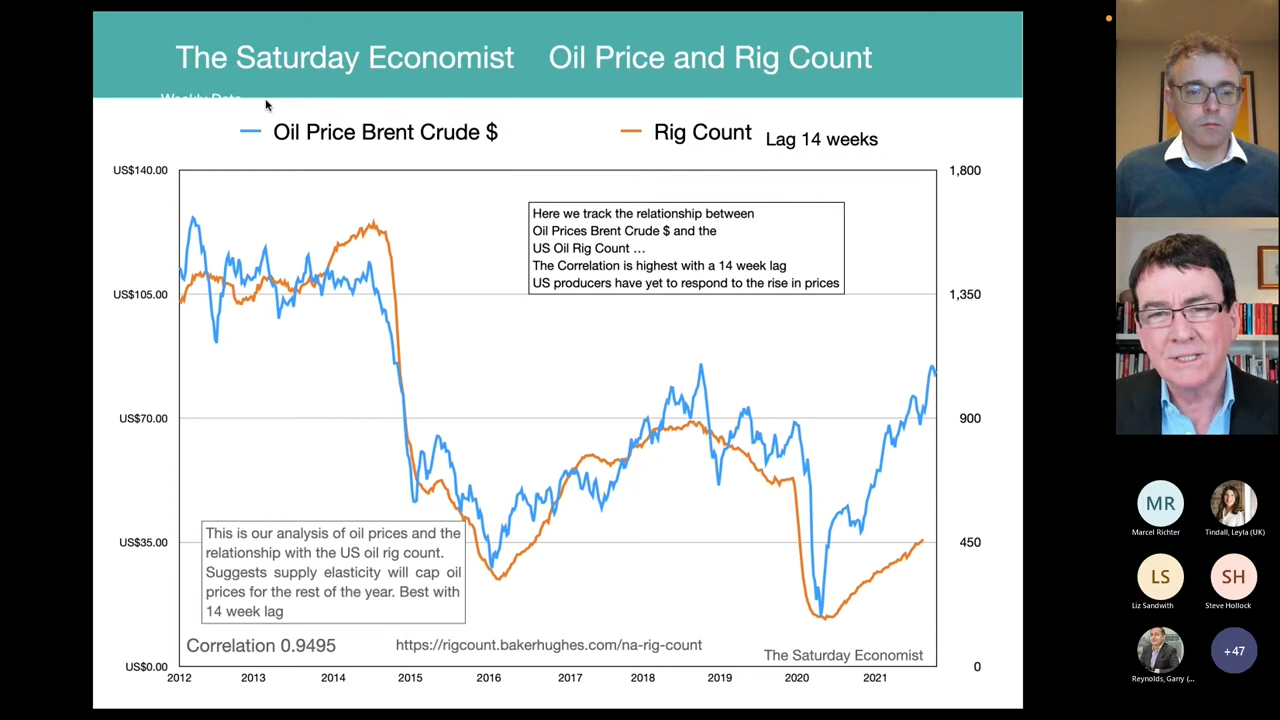 The Saturday Economist Oil Price and Rig Count
Weekly Data
Oil Price Brent Crude $
Rig Count Lag 14 weeks
US$140.00
US$105.00
US$70.00
US$35.00
US$0.00
1,800
1,350
900
450
0
Here we track the relationship between
Oil Prices Brent Crude $ and the
US Oil Rig Count …
The Correlation is highest with a 14 week lag
US producers have yet to respond to the rise in prices
This is our analysis of oil prices and the
relationship with the US oil rig count.
Suggests supply elasticity will cap oil
prices for the rest of the year. Best with
14 week lag
Correlation 0.9495
https://rigcount.bakerhughes.com/na-rig-count
The Saturday Economist
2012 2013 2014 2015 2016 2017 2018 2019 2020 2021
MR
Marcel Richter
Tindall, Leyla (UK)
LS
Liz Sandwith
SH
Steve Hollock
Reynolds, Garry (...
+47